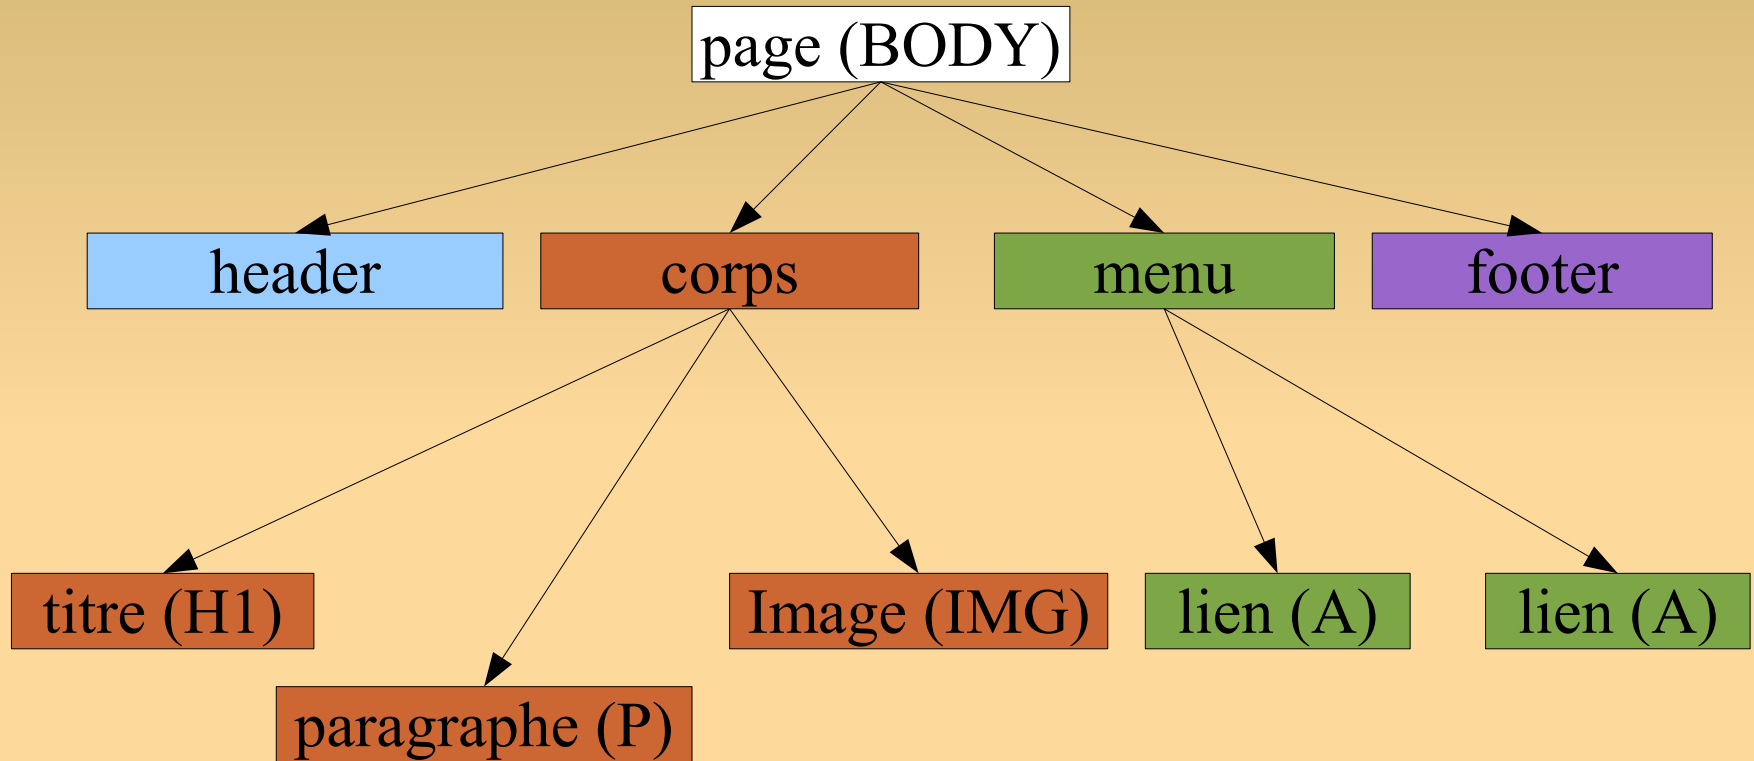 page (BODY)
header
corps
menu
footer
titre (H1)
Image (IMG)
lien (A)
lien (A)
paragraphe (P)